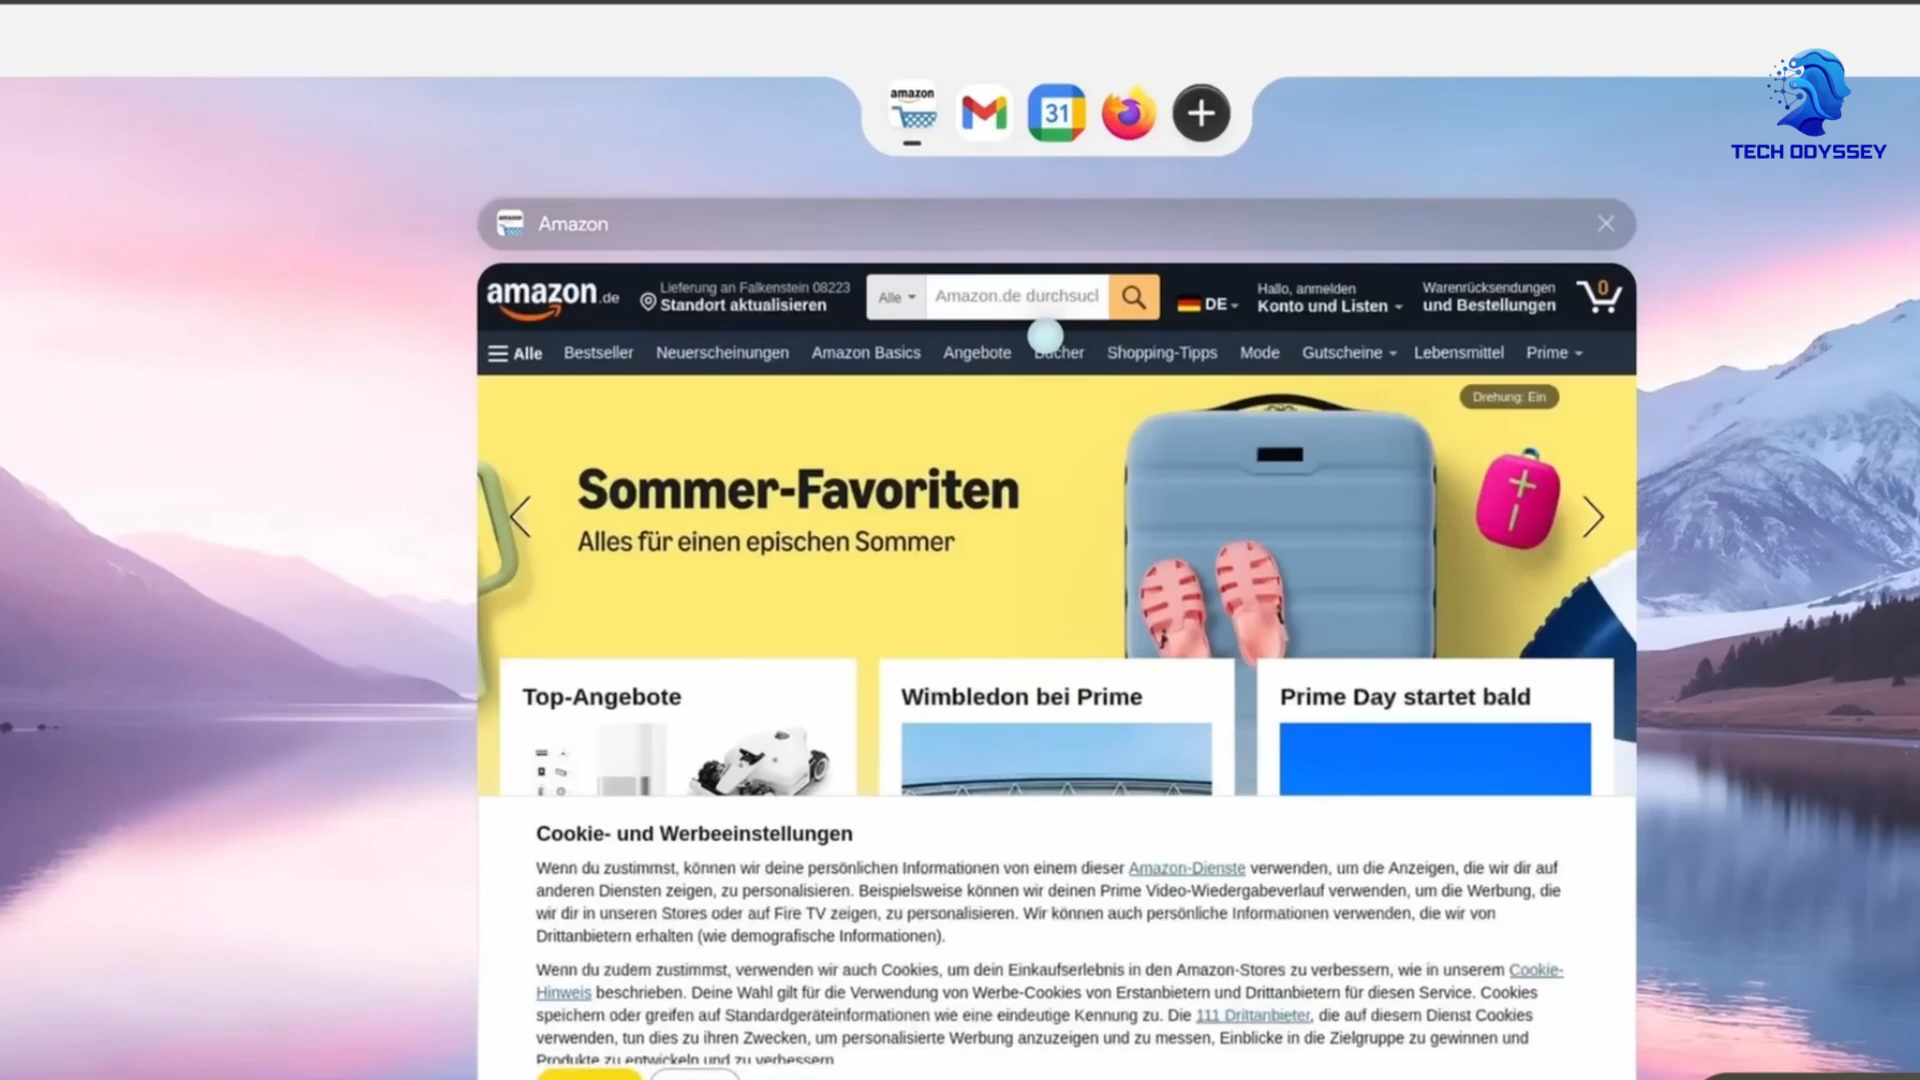 amazon
31
TECH ODYSSEY
amazon
Amazon
amazon.de
Lieferung an Falkenstein 08223
Standort aktualisieren
Alle
Amazon.de durchsucl
DE
Hallo, anmelden
Konto und Listen
Warenrücksendungen
und Bestellungen
0
Alle
Bestseller
Neuerscheinungen
Amazon Basics
Angebote
Bücher
Shopping-Tipps
Mode
Gutscheine
Lebensmittel
Prime
Drehung: Ein
Sommer-Favoriten
Alles für einen epischen Sommer
Top-Angebote
Wimbledon bei Prime
Prime Day startet bald
Cookie- und Werbeeinstellungen
Wenn du zustimmst, können wir deine persönlichen Informationen von einem dieser Amazon-Dienste verwenden, um die Anzeigen, die wir dir auf
anderen Diensten zeigen, zu personalisieren. Beispielsweise können wir deinen Prime Video-Wiedergabeverlauf verwenden, um die Werbung, die
wir dir in unseren Stores oder auf Fire TV zeigen, zu personalisieren. Wir können auch persönliche Informationen verwenden, die wir von
Drittanbietern erhalten (wie demografische Informationen).
Wenn du zudem zustimmst, verwenden wir auch Cookies, um dein Einkaufserlebnis in den Amazon-Stores zu verbessern, wie in unserem Cookie-
Hinweis beschrieben. Deine Wahl gilt für die Verwendung von Werbe-Cookies von Erstanbietern und Drittanbietern für diesen Service. Cookies
speichern oder greifen auf Standardgeräteinformationen wie eine eindeutige Kennung zu. Die 111 Drittanbieter, die auf diesem Dienst Cookies
verwenden, tun dies zu ihren Zwecken, um personalisierte Werbung anzuzeigen und zu messen, Einblicke in die Zielgruppe zu gewinnen und
Produkte zu entwickeln und zu verbessern